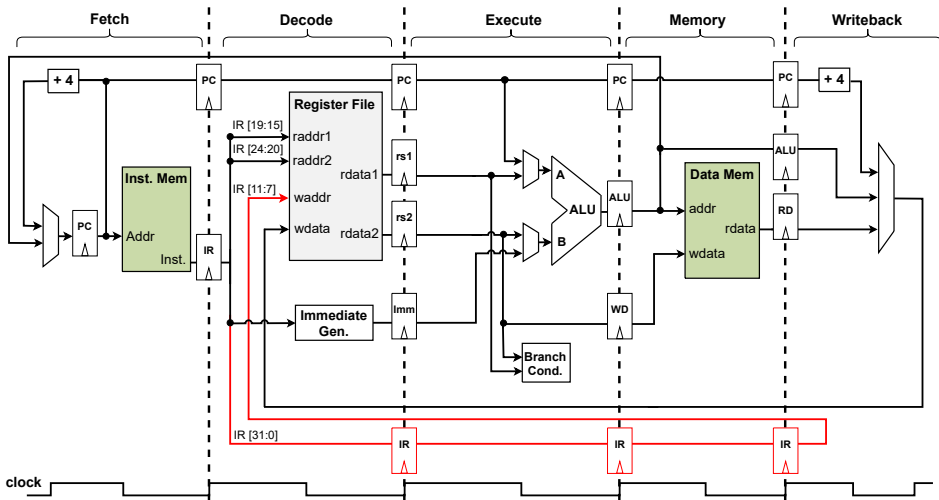 Fetch
Decode
Execute
Memory
Writeback
+ 4
PC
PC
PC
PC
+ 4
Register File
IR [19:15]
raddr1
IR [24:20]
raddr2
rs1
ALU
Inst. Mem
rdata1
A
Data Mem
IR [11:7]
waddr
ALU
ALU
addr
RD
PC
Addr
wdata
rdata2
rs2
B
rdata
Inst.
IR
wdata
Immediate
Gen.
Imm
WD
Branch
Cond.
IR [31:0]
IR
IR
IR
clock